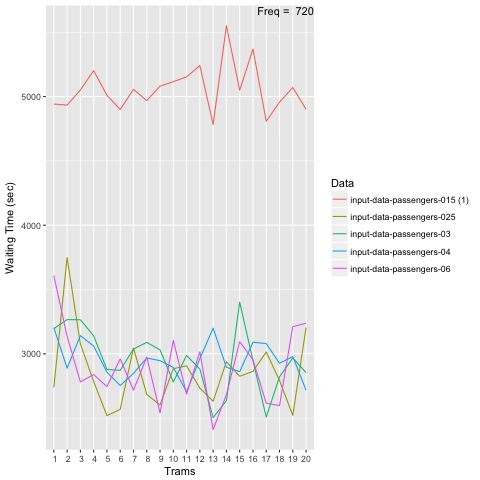 Freq =  720
5000
4000
3000
Waiting Time (sec)
1 2 3 4 5 6 7 8 9 10 11 12 13 14 15 16 17 18 19 20
Trams
Data
input-data-passengers-015 (1)
input-data-passengers-025
input-data-passengers-03
input-data-passengers-04
input-data-passengers-06